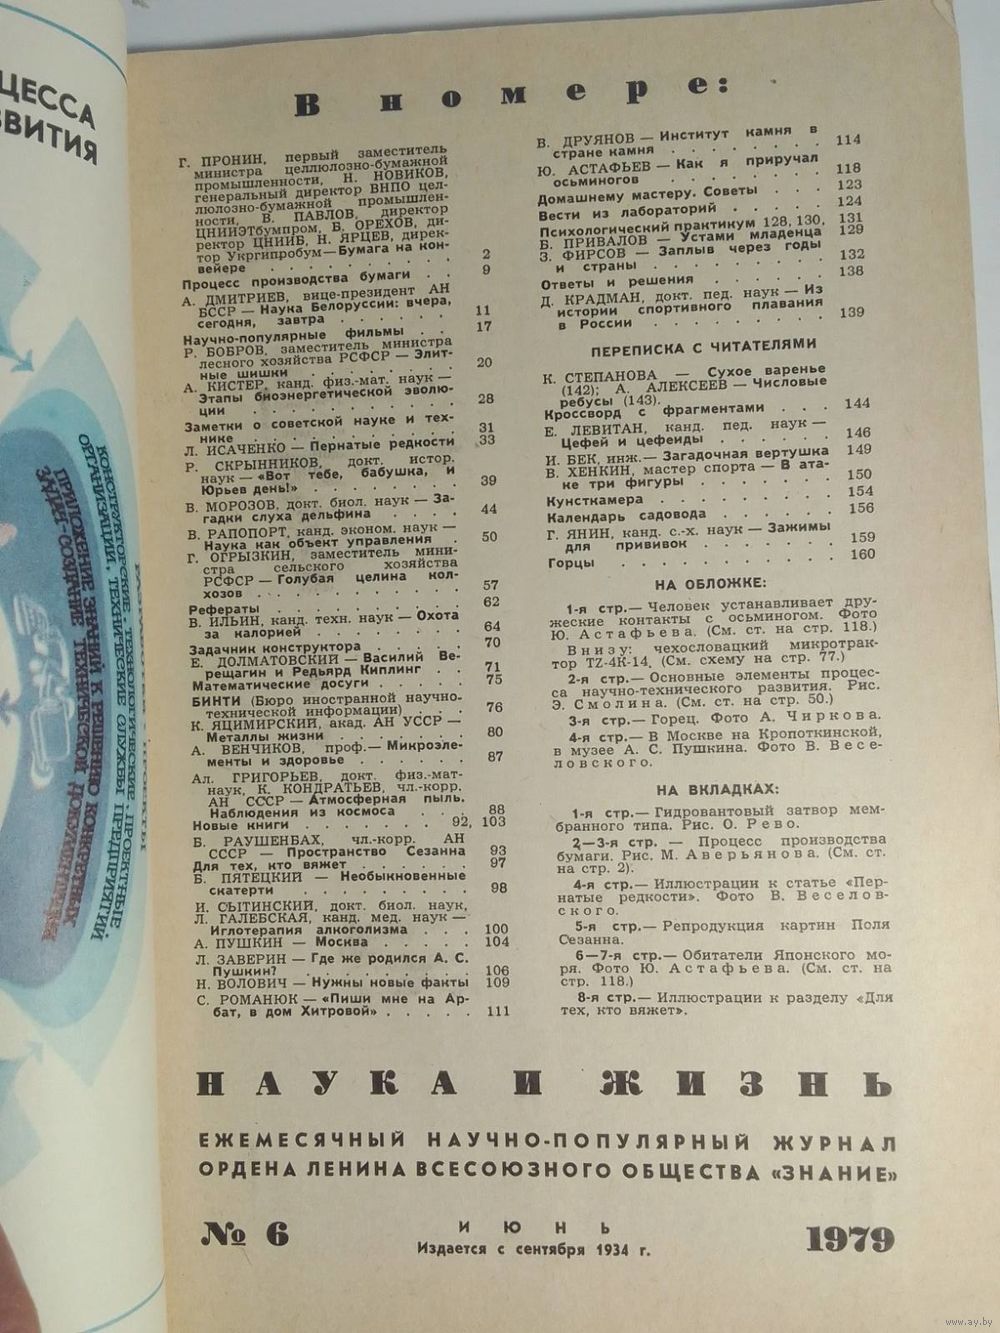 ЦЕССА
ЗВИТИЯ
В номере:
Г. ПРОНИН, первый заместитель
министра целлюлозно-бумажной
промышленности, Н. НОВИКОВ,
генеральный директор ВНПО цел-
люлозно-бумажной промышлен-
ности, В. ПАВЛОВ, директор
ЦНИИЭТбумпром, Б. ОРЕХОВ, ди-
ректор ЦНИИБ, Н. ЯРЦЕВ, дирек-
тор Укргипробум — Бумага на кон-
вейере . . . . . . . . . 2
Процесс производства бумаги . . 9
А. ДМИТРИЕВ, вице-президент АН
БССР — Наука Белоруссии: вчера,
сегодня, завтра . . . . . . 11
Научно-популярные фильмы . . 17
Р. БОБРОВ, заместитель министра
лесного хозяйства РСФСР — Элит-
ные шишки . . . . . . . 20
А. КИСТЕР, канд. физ.-мат. наук —
Этапы биоэнергетической эволю-
ции . . . . . . . . . . 28
Заметки о советской науке и тех-
нике . . . . . . . . . . 31
Л. ИСАЧЕНКО — Пернатые редкости 33
Р. СКРЫННИКОВ, докт. истор.
наук — «Вот тебе, бабушка, и
Юрьев день!» . . . . . . . 39
В. МОРОЗОВ, докт. биол. наук — За-
гадки слуха дельфина . . . . 44
В. РАПОПОРТ, канд. эконом. наук —
Наука как объект управления . 50
Г. ОГРЫЗКИН, заместитель мини-
стра сельского хозяйства
РСФСР — Голубая целина кол-
хозов . . . . . . . . . . 57
Рефераты . . . . . . . . . 62
В. ИЛЬИН, канд. техн. наук — Охота
за калорией . . . . . . . . 64
Задачник конструктора . . . . 70
Е. ДОЛМАТОВСКИЙ — Василий Ве-
рещагин и Редьярд Киплинг . . 71
Математические досуги . . . . 75
БИНТИ (Бюро иностранной научно-
технической информации) . . . 76
К. ЯЦИМИРСКИЙ, акад. АН УССР —
Металлы жизни . . . . . . 80
А. ВЕНЧИКОВ, проф. — Микроэле-
менты и здоровье . . . . . 87
Ал. ГРИГОРЬЕВ, докт. физ.-мат-
наук, К. КОНДРАТЬЕВ, чл.-корр.
АН СССР — Атмосферная пыль.
Наблюдения из космоса . . . 88
Новые книги . . . . . . . 92, 103
Б. РАУШЕНБАХ, чл.-корр. АН
СССР — Пространство Сезанна 93
Для тех, кто вяжет . . . . . 97
Б. ПЯТЕЦКИЙ — Необыкновенные
скатерти . . . . . . . . . 98
И. СЫТИНСКИЙ, докт. биол. наук,
Л. ГАЛЕБСКАЯ, канд. мед. наук —
Иглотерапия алкоголизма . . . 100
А. ПУШКИН — Москва . . . . . 104
Л. ЗАВЕРИН — Где же родился А. С.
Пушкин? . . . . . . . . . 106
Н. ВОЛОВИЧ — Нужны новые факты 109
С. РОМАНЮК — «Пиши мне на Ар-
бат, в дом Хитровой» . . . . . 111
В. ДРУЯНОВ — Институт камня в
стране камня . . . . . . . 114
Ю. АСТАФЬЕВ — Как я приручал
осьминогов . . . . . . . . 118
Домашнему мастеру. Советы . . . 123
Вести из лабораторий . . . . . 124
Психологический практикум 128, 130, 131
Б. ПРИВАЛОВ — Устами младенца 129
З. ФИРСОВ — Заплыв через годы
и страны . . . . . . . . . 132
Ответы и решения . . . . . . 138
Д. КРАДМАН, докт. пед. наук — Из
истории спортивного плавания
в России . . . . . . . . . 139
ПЕРЕПИСКА С ЧИТАТЕЛЯМИ
К. СТЕПАНОВА — Сухое варенье
(142); А. АЛЕКСЕЕВ — Числовые
ребусы (143).
Кроссворд с фрагментами . . . 144
Е. ЛЕВИТАН, канд. пед. наук —
Цефей и цефеиды . . . . . . 146
И. БЕК, инж. — Загадочная вертушка 149
В. ХЕНКИН, мастер спорта — В ата-
ке три фигуры . . . . . . . 150
Кунсткамера . . . . . . . . 154
Календарь садовода . . . . . . 156
Г. ЯНИН, канд. с.-х. наук — Зажимы
для прививок . . . . . . . 159
Горцы . . . . . . . . . . 160
НА ОБЛОЖКЕ:
1-я стр. — Человек устанавливает дру-
жеские контакты с осьминогом. Фото
Ю. Астафьева. (См. ст. на стр. 118.)
Внизу: чехословацкий микротрак-
тор TZ-4K-14. (См. схему на стр. 77.)
2-я стр. — Основные элементы процес-
са научно-технического развития. Рис.
Э. Смолина. (См. ст. на стр. 50.)
3-я стр. — Горец. Фото А. Чиркова.
4-я стр. — В Москве на Кропоткинской,
в музее А. С. Пушкина. Фото В. Весе-
ловского.
НА ВКЛАДКАХ:
1-я стр. — Гидровантовый затвор мем-
бранного типа. Рис. О. Рево.
2—3-я стр. — Процесс производства
бумаги. Рис. М. Аверьянова. (См. ст.
на стр. 2).
4-я стр. — Иллюстрации к статье «Пер-
натые редкости». Фото В. Веселов-
ского.
5-я стр. — Репродукция картин Поля
Сезанна.
6—7-я стр. — Обитатели Японского мо-
ря. Фото Ю. Астафьева. (См. ст. на
стр. 118.)
8-я стр. — Иллюстрации к разделу «Для
тех, кто вяжет».
НАУКА И ЖИЗНЬ
ЕЖЕМЕСЯЧНЫЙ НАУЧНО-ПОПУЛЯРНЫЙ ЖУРНАЛ
ОРДЕНА ЛЕНИНА ВСЕСОЮЗНОГО ОБЩЕСТВА «ЗНАНИЕ»
№ 6
ИЮНЬ
Издается с сентября 1934 г.
1979
КОНСТРУКТОРСКИЕ, ТЕХНОЛОГИЧЕСКИЕ, ПРОЕКТНЫЕ
ОРГАНИЗАЦИИ, ТЕХНИЧЕСКИЕ СЛУЖБЫ ПРЕДПРИЯТИЙ
ПРИЛОЖЕНИЕ ЗНАНИЙ К РЕШЕНИЮ КОНКРЕТНЫХ
ЗАДАЧ, СОЗДАНИЕ ТЕХНИЧЕСКОЙ ДОКУМЕНТАЦИИ
www.ay.by